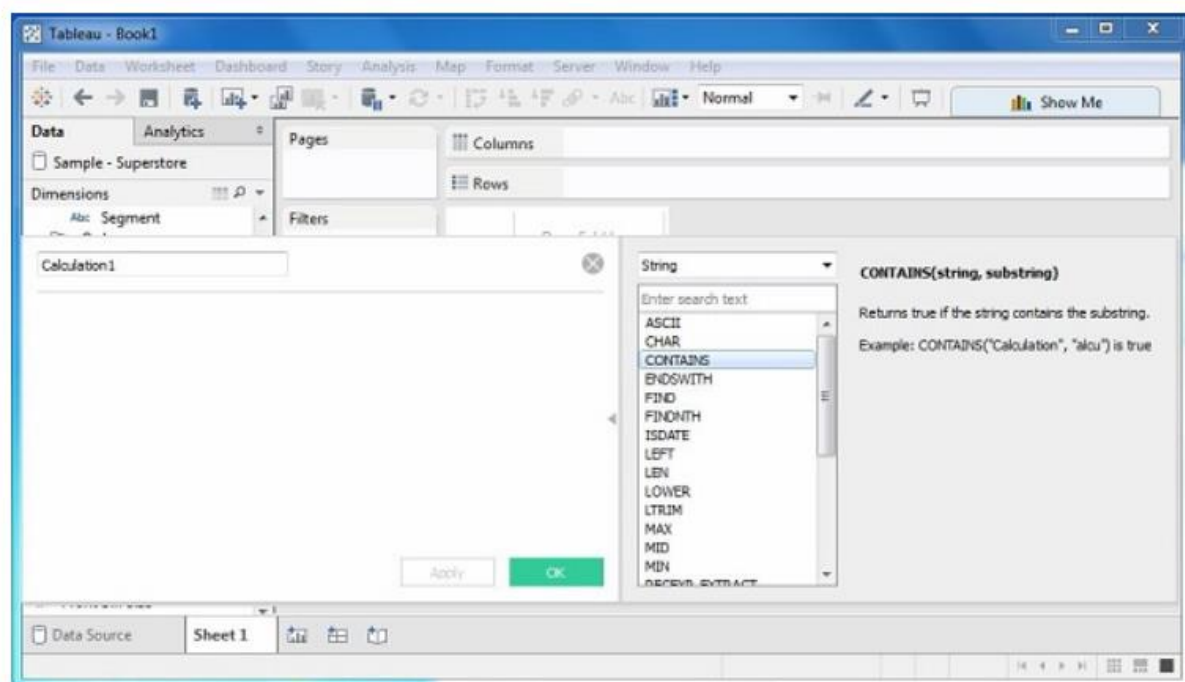 Tableau - Book1
File Data Worksheet Dashboard Story Analysis Map Format Server Window Help
Abc Normal Show Me
Data Analytics Pages Columns
Sample - Superstore
Dimensions Rows
Abc Segment Filters
Calculation1
String
Enter search text
ASCII
CHAR
CONTAINS
ENDSWITH
FIND
FINDNTH
ISDATE
LEFT
LEN
LOWER
LTRIM
MAX
MID
MIN
CONTAINS(string, substring)
Returns true if the string contains the substring.
Example: CONTAINS("Calculation", "alcu") is true
Apply OK
Data Source Sheet 1